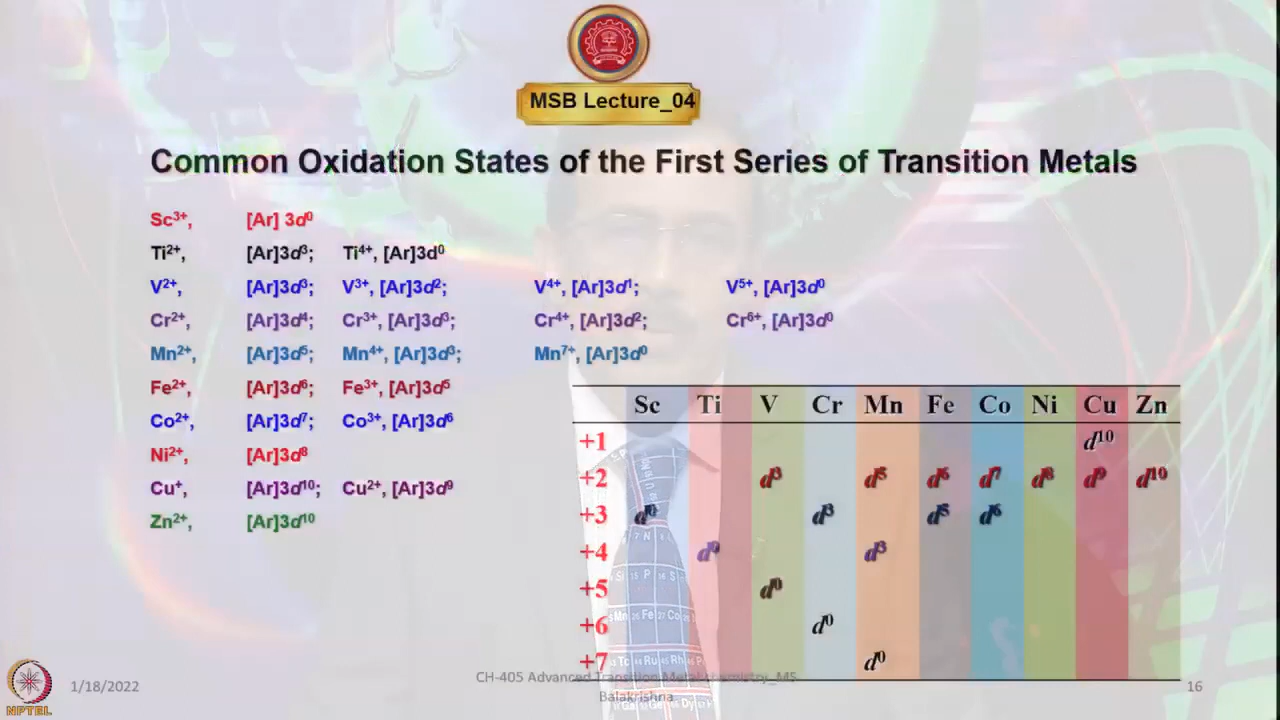 MSB Lecture_04
Common Oxidation States of the First Series of Transition Metals
Sc³⁺, [Ar] 3d⁰
Ti²⁺, [Ar]3d³; Ti⁴⁺, [Ar]3d⁰
V²⁺, [Ar]3d³; V³⁺, [Ar]3d²; V⁴⁺, [Ar]3d¹; V⁵⁺, [Ar]3d⁰
Cr²⁺, [Ar]3d⁴; Cr³⁺, [Ar]3d³; Cr⁴⁺, [Ar]3d²; Cr⁶⁺, [Ar]3d⁰
Mn²⁺, [Ar]3d⁵; Mn⁴⁺, [Ar]3d³; Mn⁷⁺, [Ar]3d⁰
Fe²⁺, [Ar]3d⁶; Fe³⁺, [Ar]3d⁵
Co²⁺, [Ar]3d⁷; Co³⁺, [Ar]3d⁶
Ni²⁺, [Ar]3d⁸
Cu⁺, [Ar]3d¹⁰; Cu²⁺, [Ar]3d⁹
Zn²⁺, [Ar]3d¹⁰
Sc Ti V Cr Mn Fe Co Ni Cu Zn
+1 d¹⁰
+2 d³ d⁵ d⁶ d⁷ d⁸ d⁹ d¹⁰
+3 d⁰ d³ d⁵ d⁶
+4 d⁰ d³
+5 d⁰
+6 d⁰
+7 d⁰
NPTEL
1/18/2022
CH-405 Advanced Transition Metal chemistry_MS
Balakrishna
16